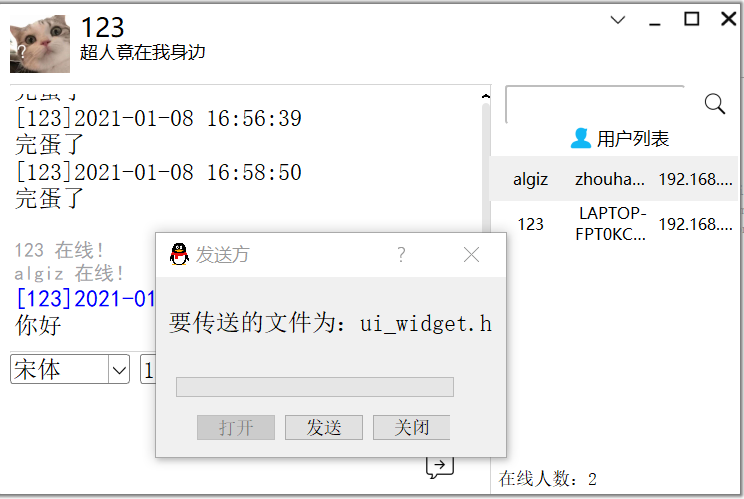 123
超人竟在我身边
完蛋了
[123]2021-01-08 16:56:39
完蛋了
[123]2021-01-08 16:58:50
完蛋了
123 在线!
algiz 在线!
[123]2021-01
你好
宋体
1
发送方
?
要传送的文件为: ui_widget.h
打开
发送
关闭
用户列表
algiz zhouha... 192.168....
123 LAPTOP-FPT0KC... 192.168....
在线人数: 2